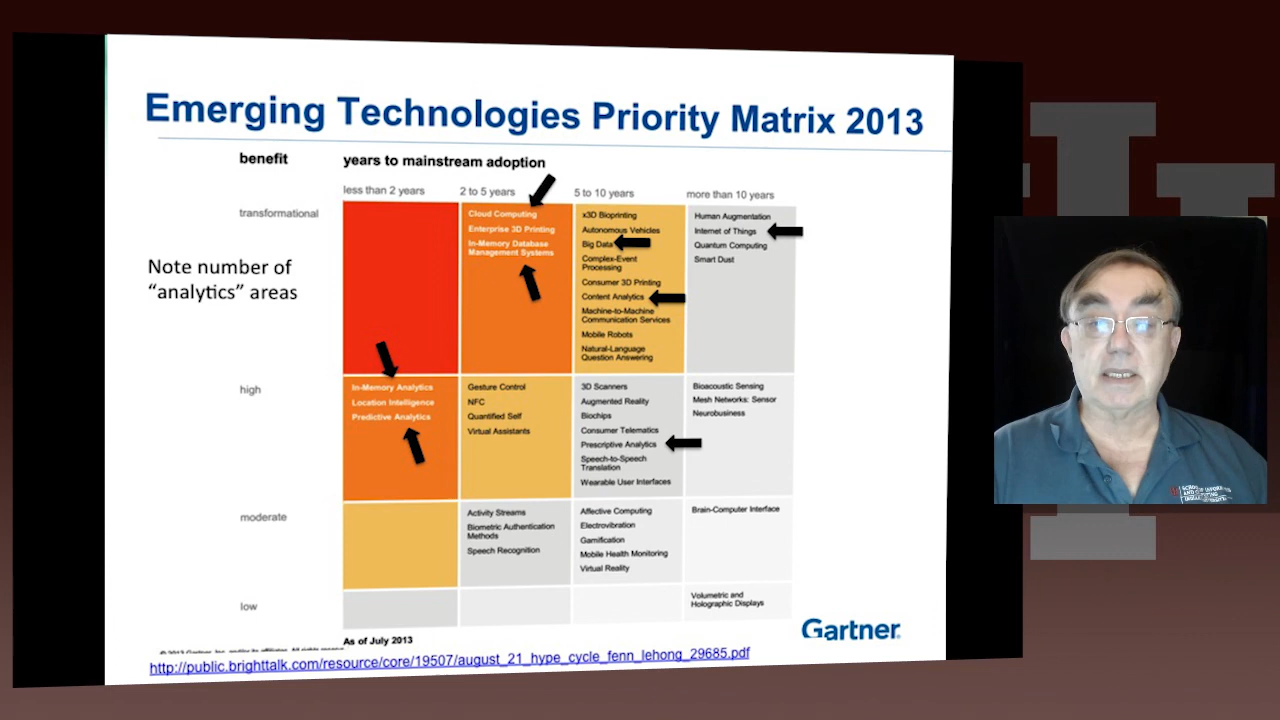 Emerging Technologies Priority Matrix 2013
benefit
years to mainstream adoption
less than 2 years
2 to 5 years
5 to 10 years
more than 10 years
transformational
Cloud Computing
Enterprise 3D Printing
In-Memory Database
Management Systems
x3D Bioprinting
Autonomous Vehicles
Big Data
Complex-Event
Processing
Consumer 3D Printing
Content Analytics
Machine-to-Machine
Communication Services
Mobile Robots
Natural-Language
Question Answering
Human Augmentation
Internet of Things
Quantum Computing
Smart Dust
Note number of
“analytics” areas
high
In-Memory Analytics
Location Intelligence
Predictive Analytics
Gesture Control
NFC
Quantified Self
Virtual Assistants
3D Scanners
Augmented Reality
Biochips
Consumer Telematics
Prescriptive Analytics
Speech-to-Speech
Translation
Wearable User Interfaces
Bioacoustic Sensing
Mesh Networks: Sensor
Neurobusiness
moderate
Activity Streams
Biometric Authentication
Methods
Speech Recognition
Affective Computing
Electrovibration
Gamification
Mobile Health Monitoring
Virtual Reality
Brain-Computer Interface
low
Volumetric and
Holographic Displays
As of July 2013
Gartner
http://public.brighttalk.com/resource/core/19507/august_21_hype_cycle_fenn_lehong_29685.pdf